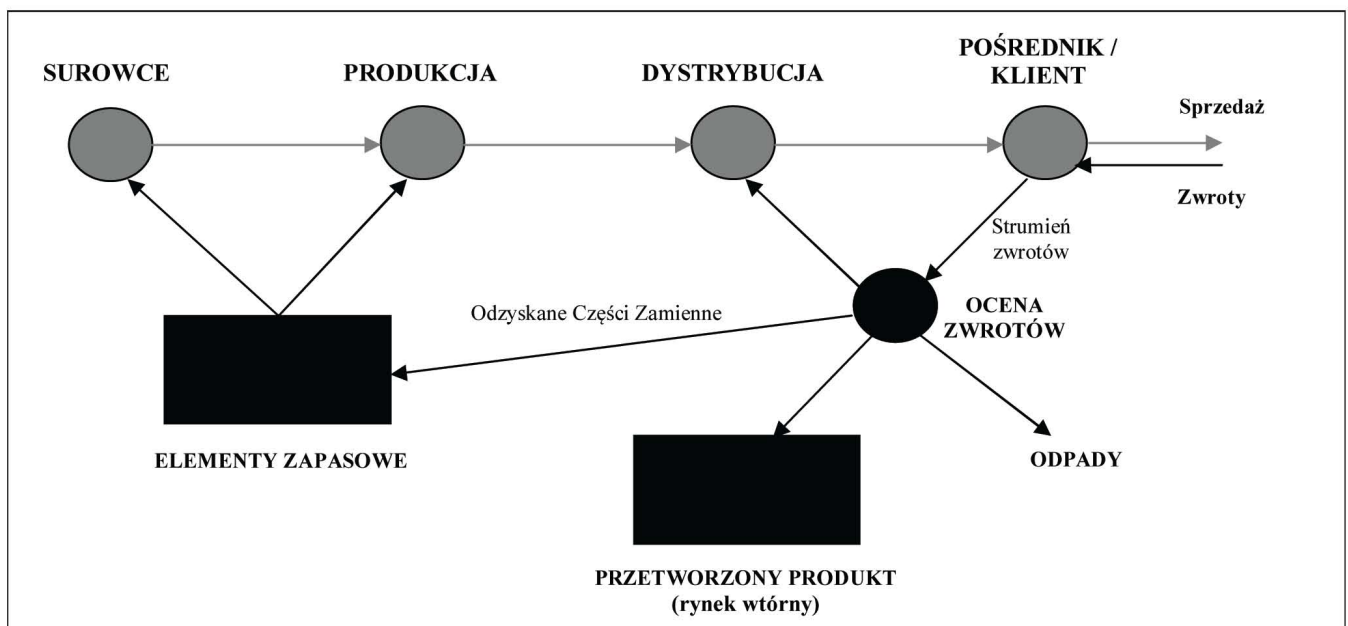 SUROWCE
PRODUKCJA
DYSTRYBUCJA
POŚREDNIK /
KLIENT
Sprzedaż
Zwroty
Strumień
zwrotów
OCENA
ZWROTÓW
Odzyskane Części Zamienne
ELEMENTY ZAPASOWE
ODPADY
PRZETWORZONY PRODUKT
(rynek wtórny)